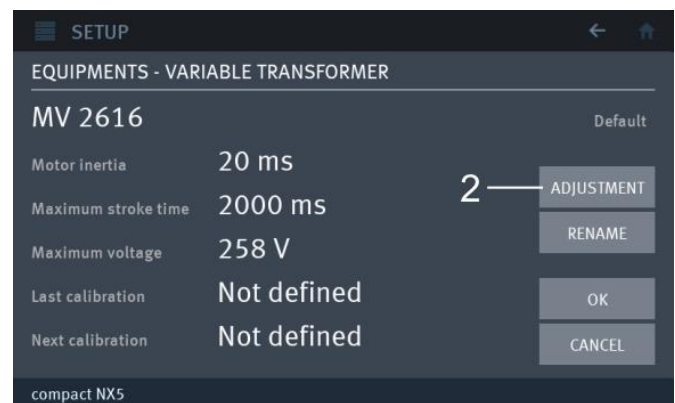 SETUP
EQUIPMENTS - VARIABLE TRANSFORMER
MV 2616
Default
Motor inertia 20 ms
Maximum stroke time 2000 ms
Maximum voltage 258 V
Last calibration Not defined
Next calibration Not defined
2
ADJUSTMENT
RENAME
OK
CANCEL
compact NX5